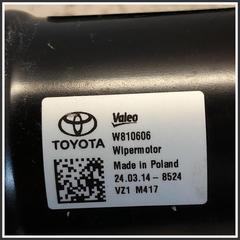 Valeo
W810606
TOYOTA
Wipermotor
Made in Poland
24.03.14 - 8524
VZ1 M417